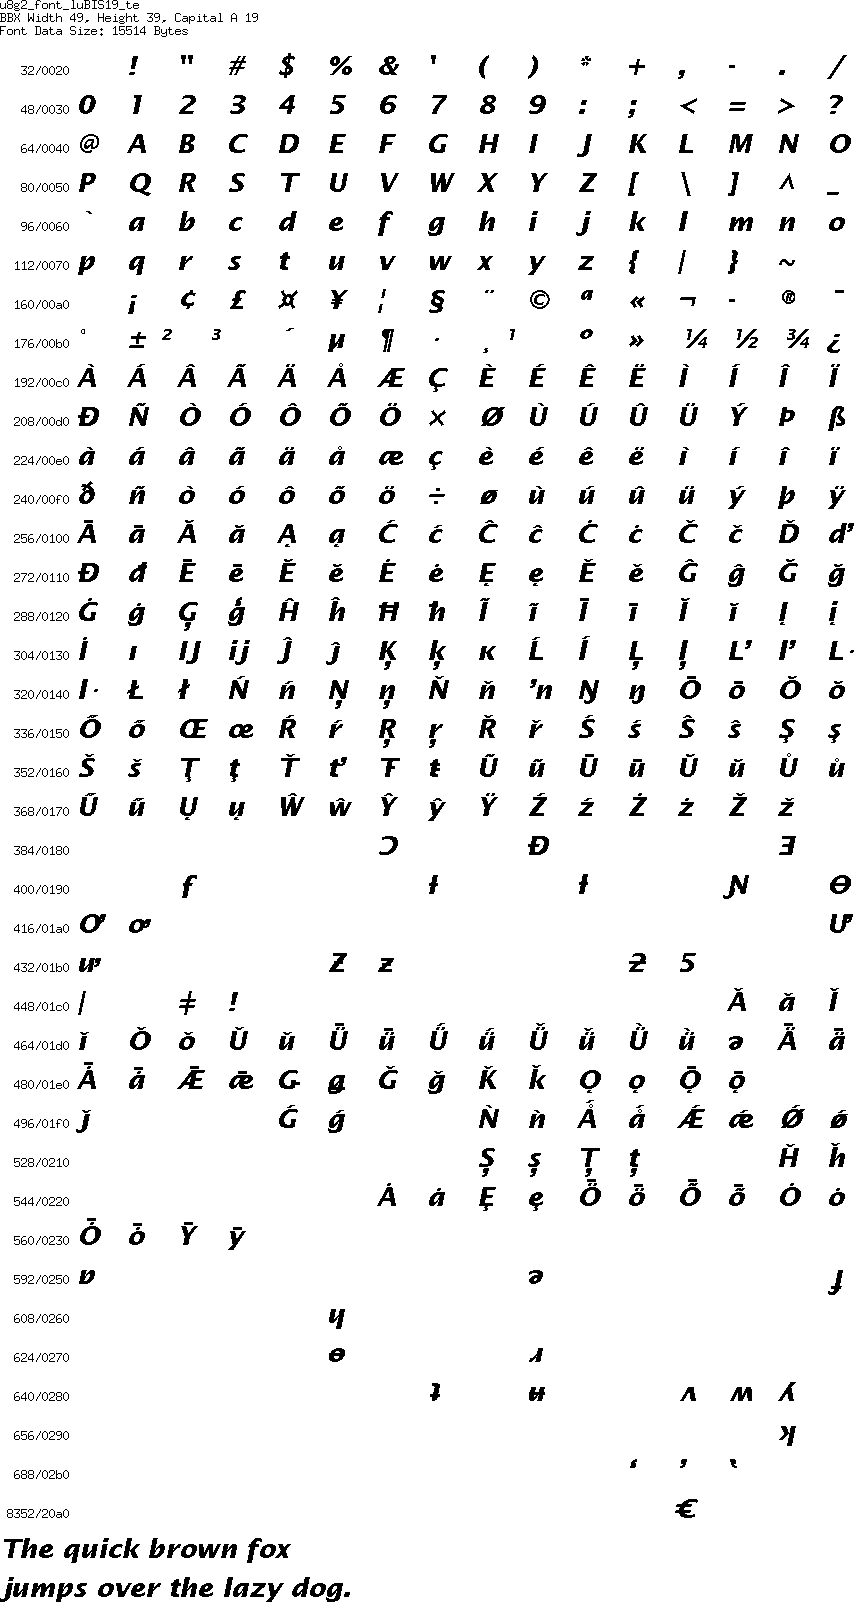 u8g2_font_luBIS19_te
BBX Width 49, Height 39, Capital A 19
Font Data Size: 15514 Bytes
32/0020 ! " # $ % & ' ( ) * + , - . /
48/0030 0 1 2 3 4 5 6 7 8 9 : ; < = > ?
64/0040 @ A B C D E F G H I J K L M N O
80/0050 P Q R S T U V W X Y Z [ \ ] ^ _
96/0060 ` a b c d e f g h i j k l m n o
112/0070 p q r s t u v w x y z { | } ~
160/00a0 ¡ ¢ £ ¤ ¥ ¦ § ¨ © ª « ¬ - ® ¯
176/00b0 ° ± ² ³ ´ µ ¶ · ¸ ¹ º » ¼ ½ ¾ ¿
192/00c0 À Á Â Ã Ä Å Æ Ç È É Ê Ë Ì Í Î Ï
208/00d0 Ð Ñ Ò Ó Ô Õ Ö × Ø Ù Ú Û Ü Ý Þ ß
224/00e0 à á â ã ä å æ ç è é ê ë ì í î ï
240/00f0 ð ñ ò ó ô õ ö ÷ ø ù ú û ü ý þ ÿ
256/0100 Ā ā Ă ă Ą ą Ć ć Ĉ ĉ Ċ ċ Č č Ď ď
272/0110 Đ đ Ē ē Ĕ ĕ Ė ė Ę ę Ě ě Ĝ ĝ Ğ ğ
288/0120 Ġ ġ Ģ ģ Ĥ ĥ Ħ ħ Ĩ ĩ Ī ī Ĭ ĭ Į į
304/0130 İ ı IJ ij Ĵ ĵ Ķ ķ ĸ Ĺ ĺ Ļ ļ Ľ ľ Ŀ
320/0140 ŀ Ł ł Ń ń Ņ ņ Ň ň ŉ Ŋ ŋ Ō ō Ŏ ŏ
336/0150 Ő ő Œ œ Ŕ ŕ Ŗ ŗ Ř ř Ś ś Ŝ ŝ Ş ş
352/0160 Š š Ţ ţ Ť ť Ŧ ŧ Ũ ũ Ū ū Ŭ ŭ Ů ů
368/0170 Ű ű Ų ų Ŵ ŵ Ŷ ŷ Ÿ Ź ź Ż ż Ž ž
384/0180 Ɔ Ɖ Ǝ
400/0190 ƒ Ɨ ƚ Ɲ Ɵ
416/01a0 Ơ ơ Ư
432/01b0 ư Ƶ ƶ ƻ Ƽ
448/01c0 ǀ ǂ ǃ Ǎ ǎ Ǐ
464/01d0 ǐ Ǒ ǒ Ǔ ǔ Ǖ ǖ Ǘ ǘ Ǚ ǚ Ǜ ǜ ǝ Ǟ ǟ
480/01e0 Ǡ ǡ Ǣ ǣ Ǥ ǥ Ǧ ǧ Ǩ ǩ Ǫ ǫ Ǭ ǭ
496/01f0 ǰ Ǵ ǵ Ǹ ǹ Ǻ ǻ Ǽ ǽ Ǿ ǿ
528/0210 Ș ș Ț ț Ȟ ȟ
544/0220 Ȧ ȧ Ȩ ȩ Ȫ ȫ Ȭ ȭ Ȯ ȯ
560/0230 Ȱ ȱ Ȳ ȳ
592/0250 ɐ ə ɟ
608/0260 ɥ
624/0270 ɵ ɹ
640/0280 ʇ ʉ ʌ ʍ ʎ
656/0290 ʞ
688/02b0 ʻ ʼ ʽ
8352/20a0 €
The quick brown fox
jumps over the lazy dog.